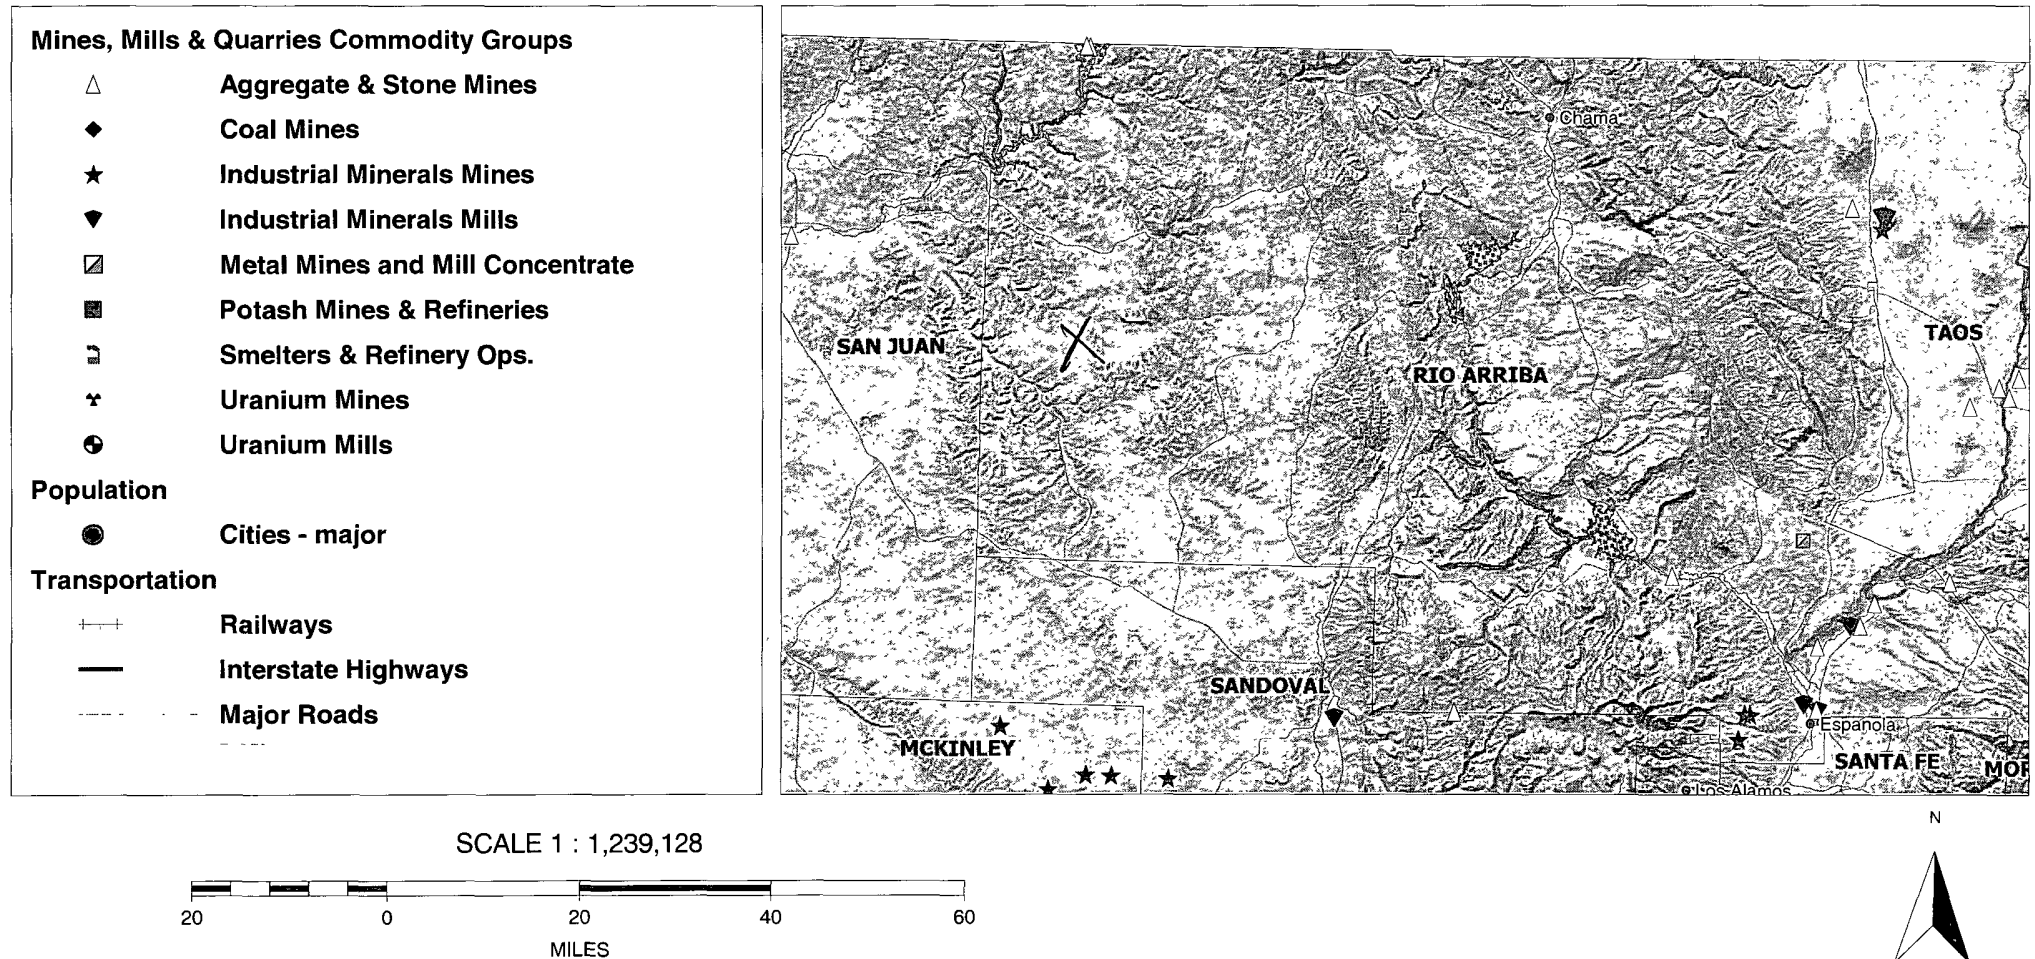 Mines, Mills & Quarries Commodity Groups
Aggregate & Stone Mines
Coal Mines
Industrial Minerals Mines
Industrial Minerals Mills
Metal Mines and Mill Concentrate
Potash Mines & Refineries
Smelters & Refinery Ops.
Uranium Mines
Uranium Mills
Population
Cities - major
Transportation
Railways
Interstate Highways
Major Roads
Chama
TAOS
SAN JUAN
RIO ARRIBA
SANDOVAL
Espanola
MCKINLEY
SANTA FE
MOR
Los Alamos
SCALE 1 : 1,239,128
20 0 20 40 60
MILES
N